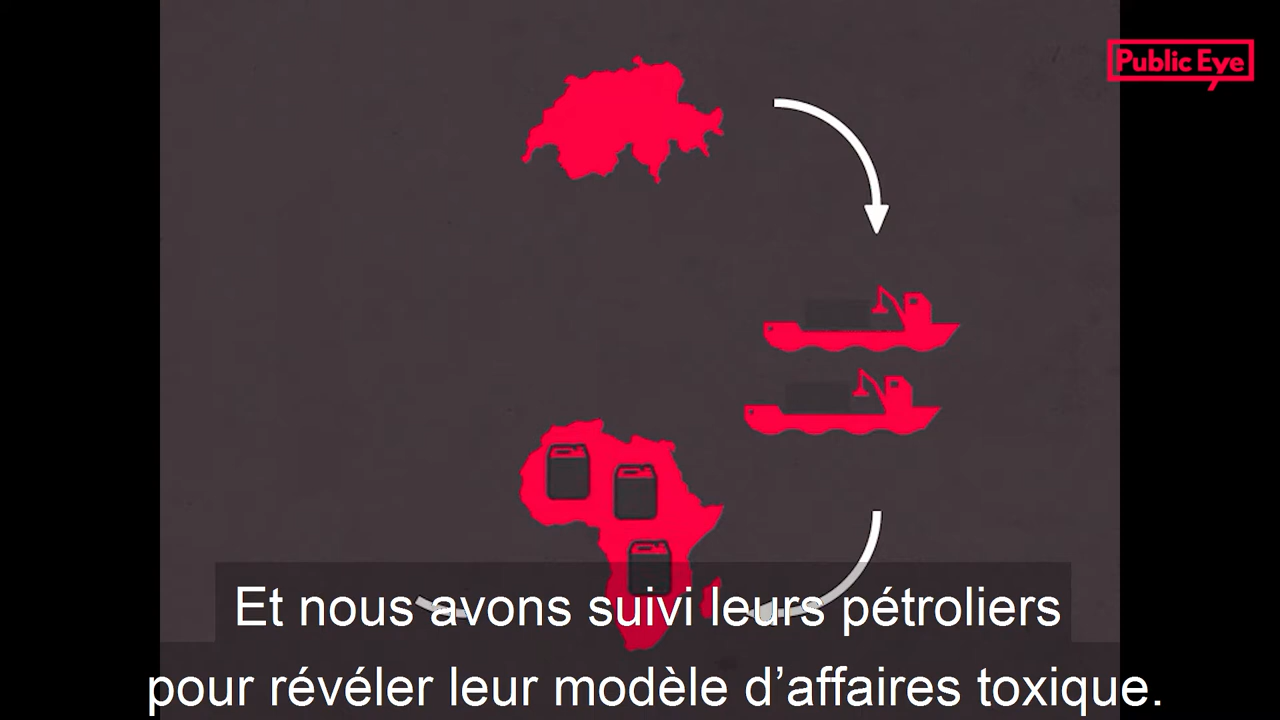 Public Eye
Et nous avons suivi leurs pétroliers
pour révéler leur modèle d’affaires toxique.